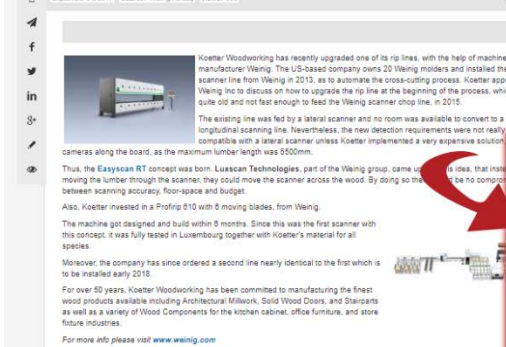 Koetter Woodworking has recently upgraded one of its rip lines, with the help of machine
manufacturer Weinig. The US-based company owns 20 Weinig molders and installed the
scanner line from Weinig in 2013, as to automate the cross-cutting process. Koetter app
Weinig Inc to discuss on how to upgrade the rip line at the beginning of the process, whi
quite old and not fast enough to feed the Weinig scanner chop line, in 2015.
The existing line was fed by a lateral scanner and no room was available to convert to a
longitudinal scanning line. Nevertheless, the new detection requirements were not really
compatible with a lateral scanner unless Koetter implemented a very expensive solution,
cameras along the board, as the maximum lumber length was 5500mm.
Thus, the Easyscan RT concept was born. Luxscan Technologies, part of the Weinig group, came u is idea, that inste
moving the lumber through the scanner, they could move the scanner across the wood. By doing so the d be no compro
between scanning accuracy, floor-space and budget.
Also, Koetter invested in a Profirip 610 with 6 moving blades, from Weinig.
The machine got designed and build within 6 months. Since this was the first scanner with
this concept, it was fully tested in Luxembourg together with Koetter's material for all
species.
Moreover, the company has since ordered a second line nearly identical to the first which is
to be installed early 2018.
For over 50 years, Koetter Woodworking has been committed to manufacturing the finest
wood products available including Architectural Millwork, Solid Wood Doors, and Stairparts
as well as a variety of Wood Components for the kitchen cabinet, office furniture, and store
fixture industries.
For more info please visit www.weinig.com